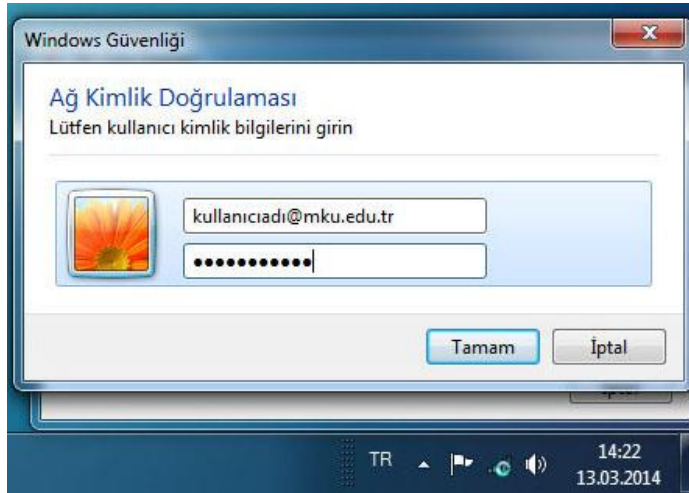 Windows Güvenliği
Ağ Kimlik Doğrulaması
Lütfen kullanıcı kimlik bilgilerini girin
kullanıcıadı@mku.edu.tr
●●●●●●●●●●●
Tamam
İptal
TR
14:22
13.03.2014